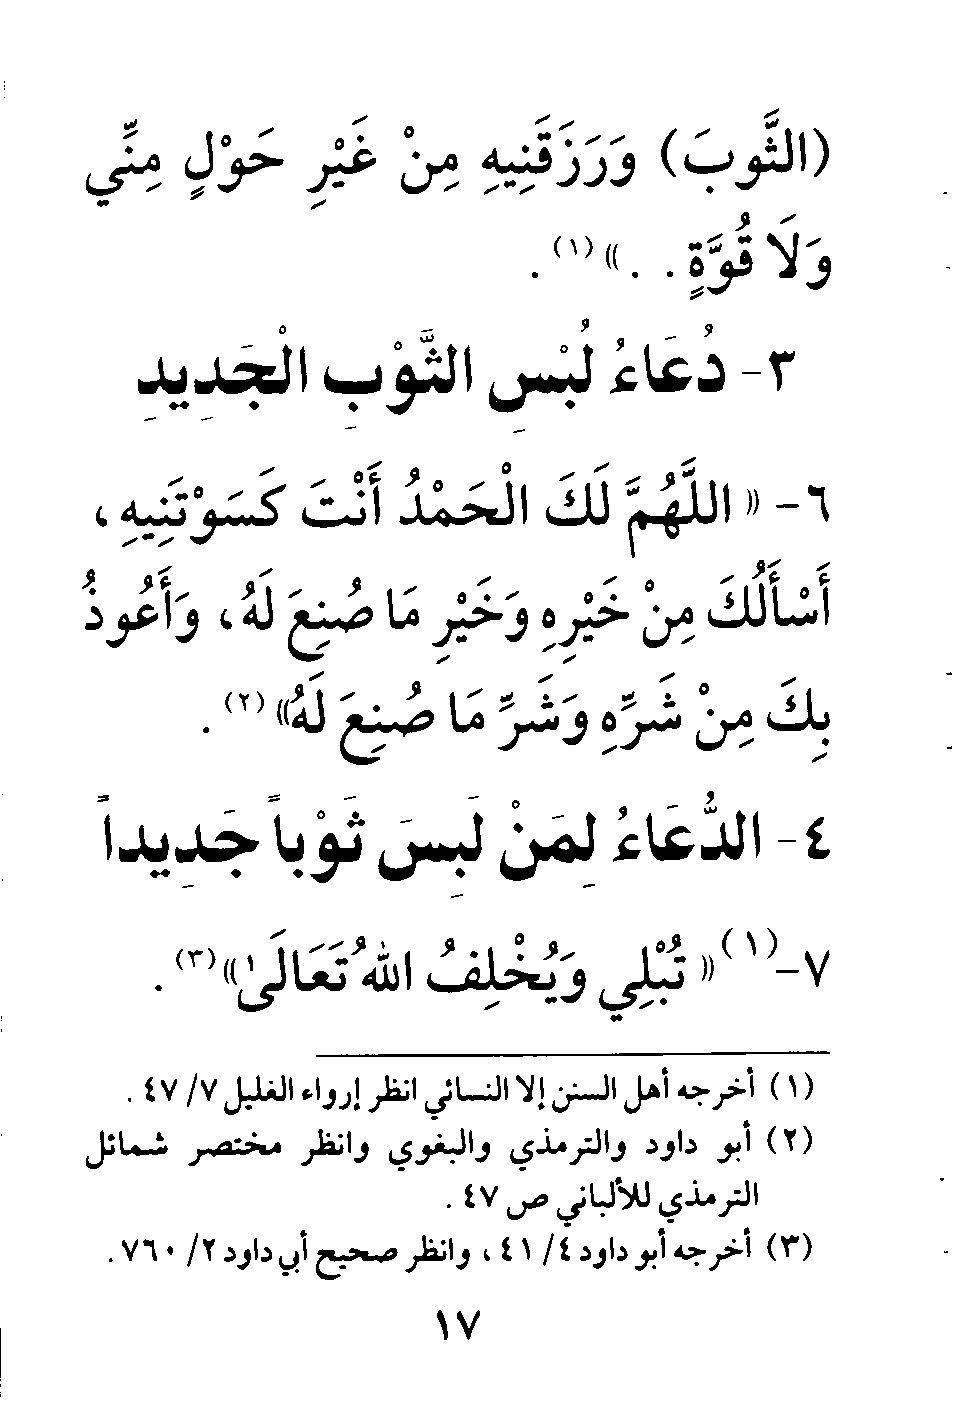 (الثَّوبَ) وَرَزَقَنِيهِ مِنْ غَيْرِ حَوْلٍ مِنِّي
وَلَا قُوَّةٍ . . .»(١) .
٣- دُعَاءُ لُبْسِ الثَّوْبِ الْجَدِيدِ
٦- «اللَّهُمَّ لَكَ الْحَمْدُ أَنْتَ كَسَوْتَنِيهِ،
أَسْأَلُكَ مِنْ خَيْرِهِ وَخَيْرِ مَا صُنِعَ لَهُ، وَأَعُوذُ
بِكَ مِنْ شَرِّهِ وَشَرِّ مَا صُنِعَ لَهُ»(٢) .
٤- الدُّعَاءُ لِمَنْ لَبِسَ ثَوْباً جَدِيداً
٧-(١) «تُبْلِي وَيُخْلِفُ اللهُ تَعَالَىٰ»(٣) .
(١) أخرجه أهل السنن إلا النسائي انظر إرواء الغليل ٧/ ٤٧ .
(٢) أبو داود والترمذي والبغوي وانظر مختصر شمائل
الترمذي للألباني ص ٤٧ .
(٣) أخرجه أبو داود ٤/ ٤١، وانظر صحيح أبي داود ٢/ ٧٦٠ .
١٧